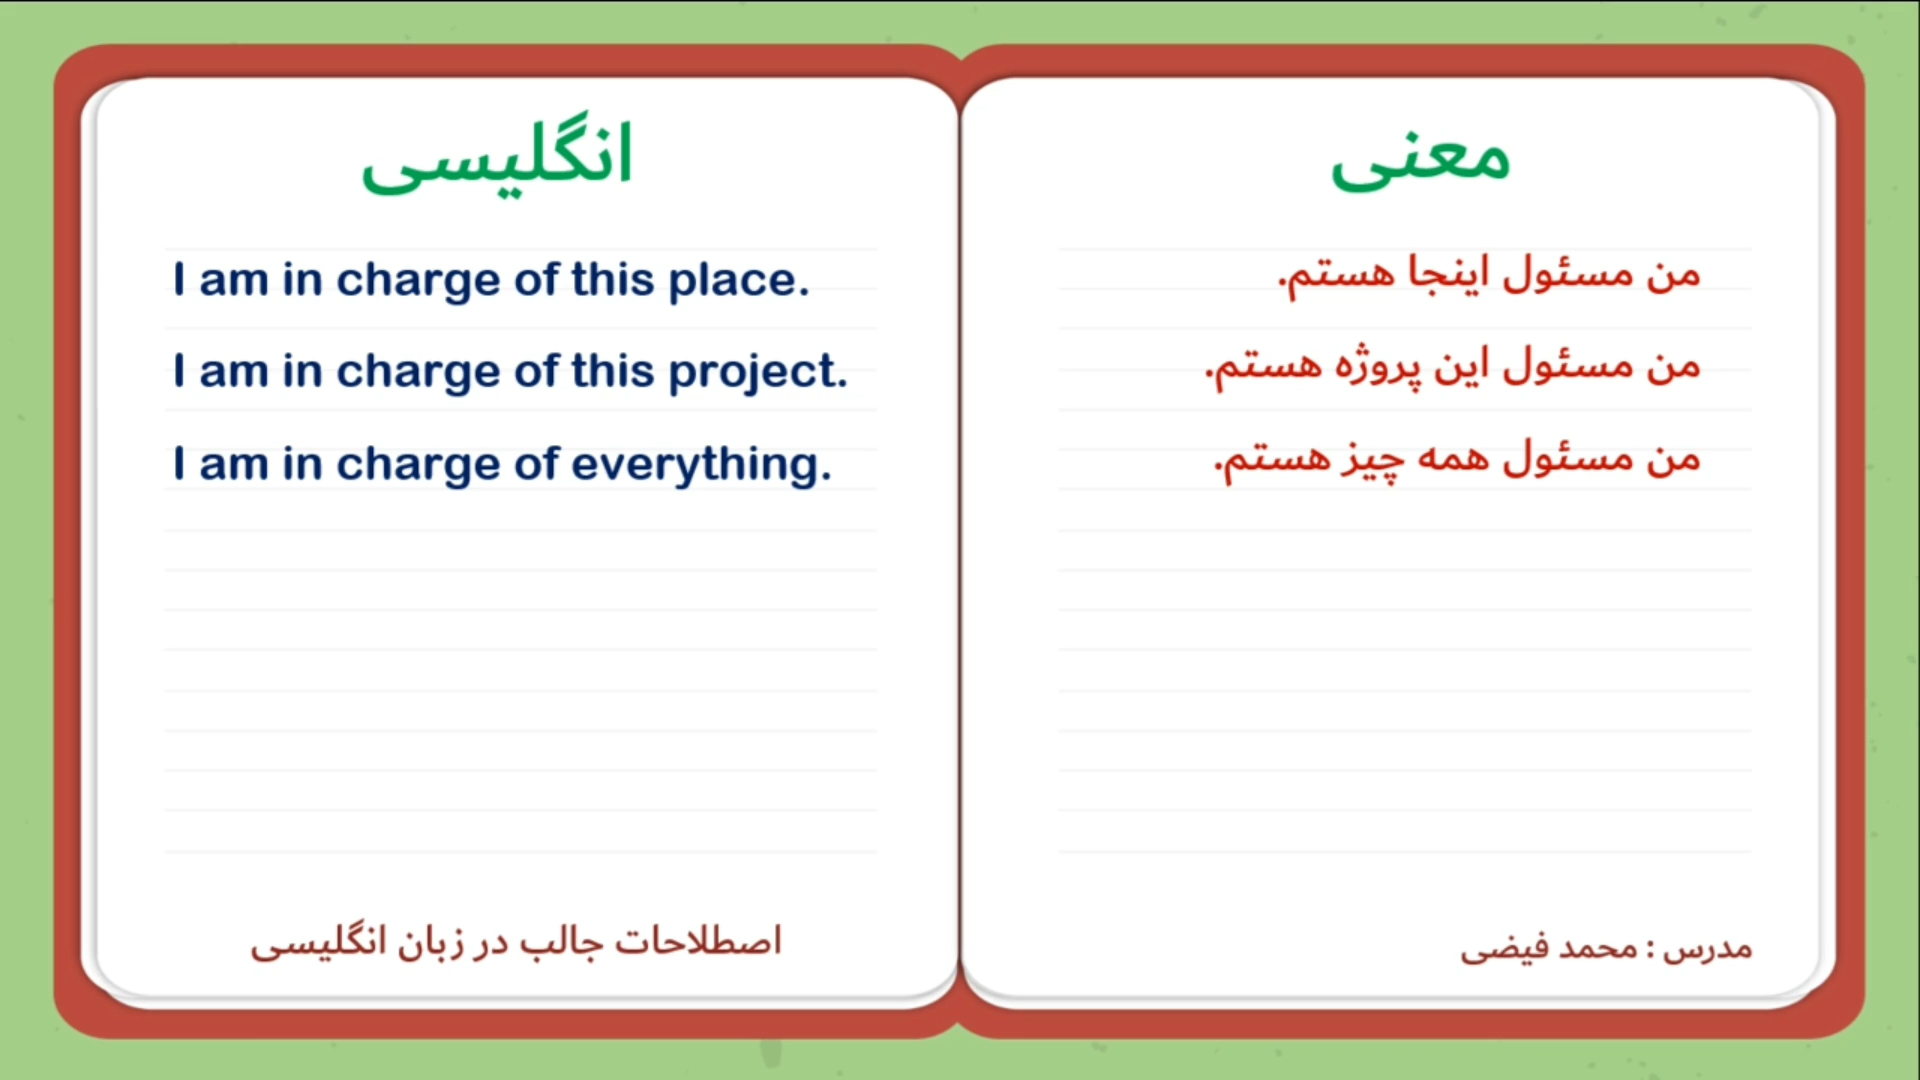 انگلیسی
I am in charge of this place.
I am in charge of this project.
I am in charge of everything.
اصطلاحات جالب در زبان انگلیسی
معنی
من مسئول اینجا هستم.
من مسئول این پروژه هستم.
من مسئول همه چیز هستم.
مدرس : محمد فیضی